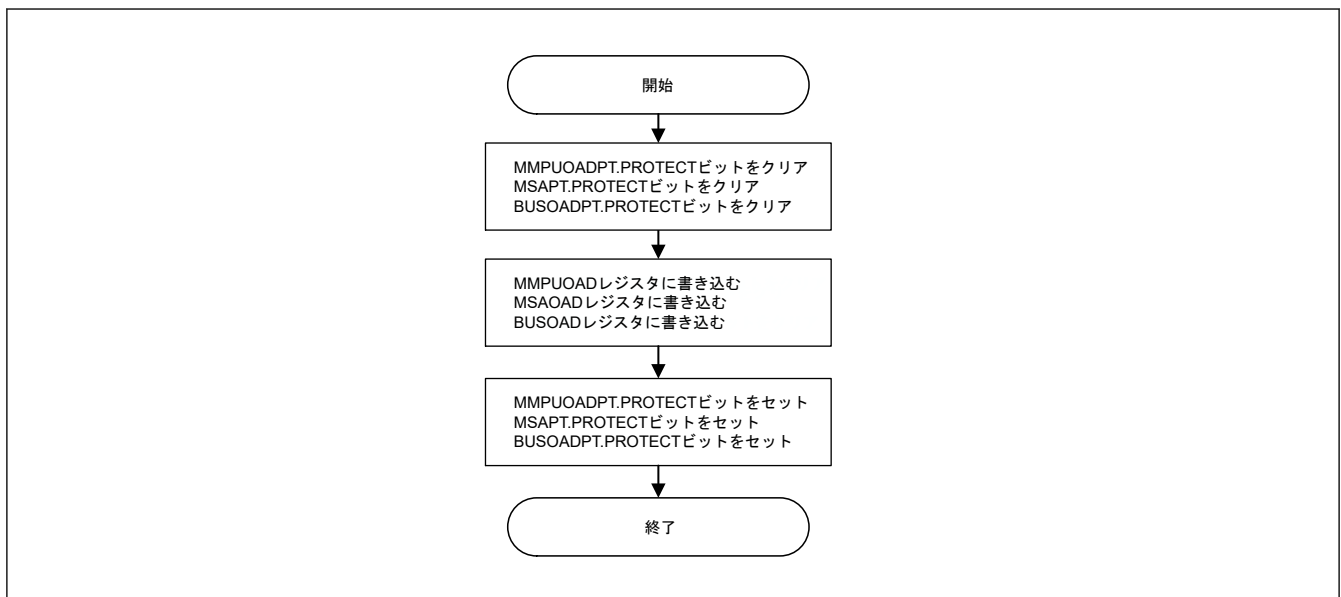 開始
MMPUOADPT.PROTECTビットをクリア
MSAPT.PROTECTビットをクリア
BUSOADPT.PROTECTビットをクリア
MMPUOADレジスタに書き込む
MSAOADレジスタに書き込む
BUSOADレジスタに書き込む
MMPUOADPT.PROTECTビットをセット
MSAPT.PROTECTビットをセット
BUSOADPT.PROTECTビットをセット
終了